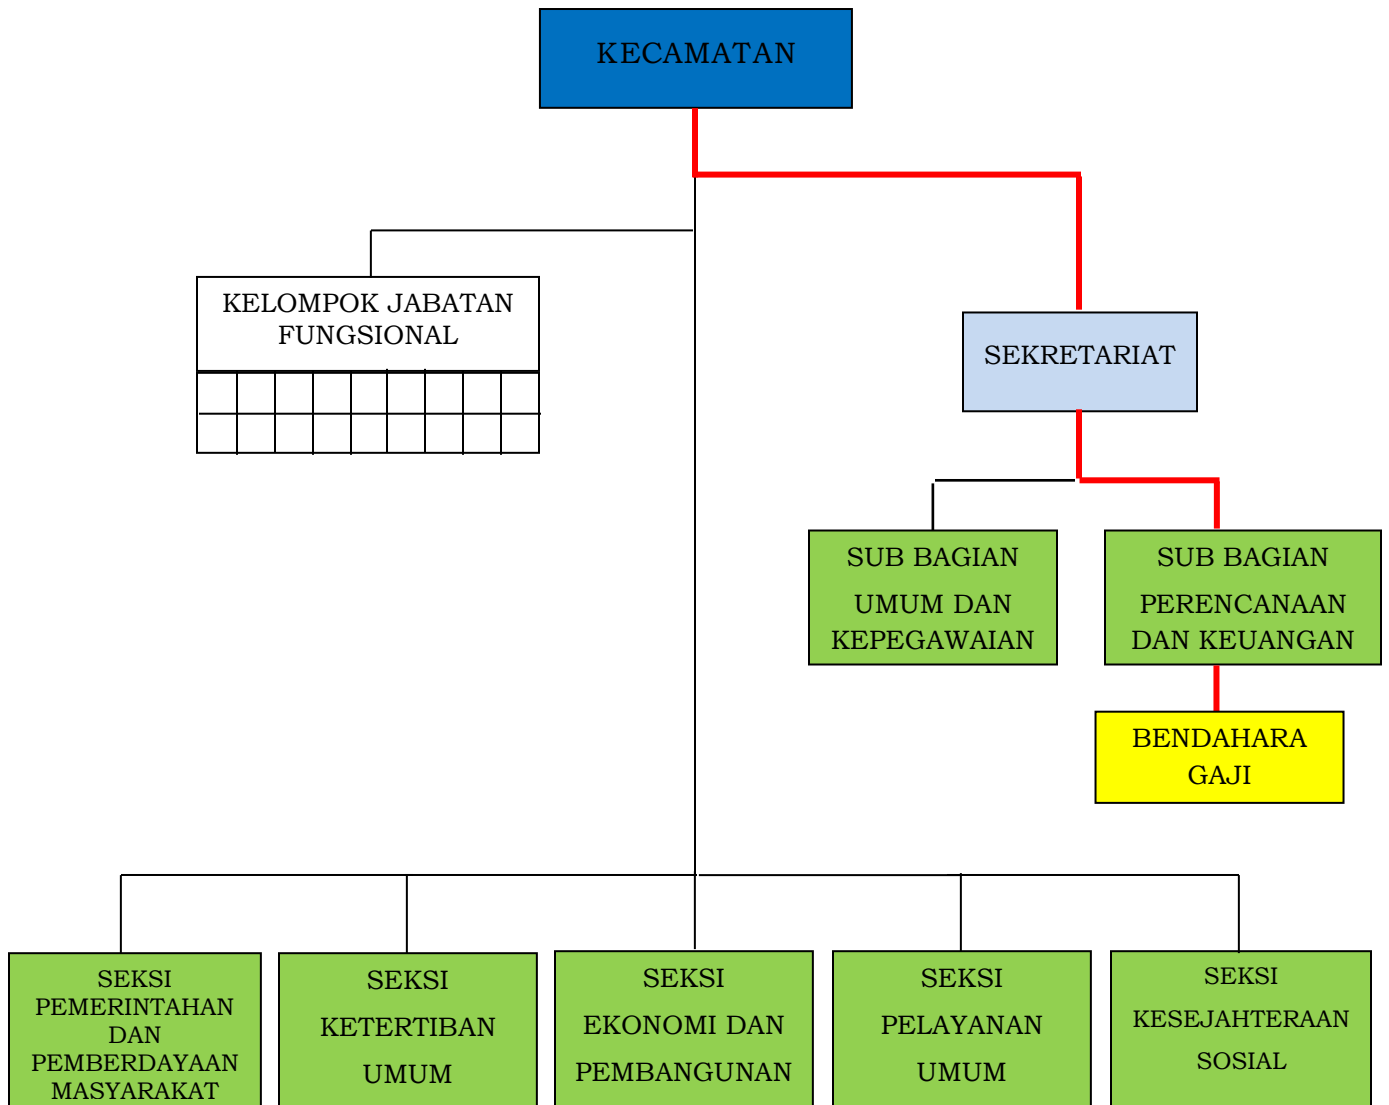 KECAMATAN
KELOMPOK JABATAN
FUNGSIONAL
SEKRETARIAT
SUB BAGIAN
UMUM DAN
KEPEGAWAIAN
SUB BAGIAN
PERENCANAAN
DAN KEUANGAN
BENDAHARA
GAJI
SEKSI
PEMERINTAHAN
DAN
PEMBERDAYAAN
MASYARAKAT
SEKSI
KETERTIBAN
UMUM
SEKSI
EKONOMI DAN
PEMBANGUNAN
SEKSI
PELAYANAN
UMUM
SEKSI
KESEJAHTERAAN
SOSIAL